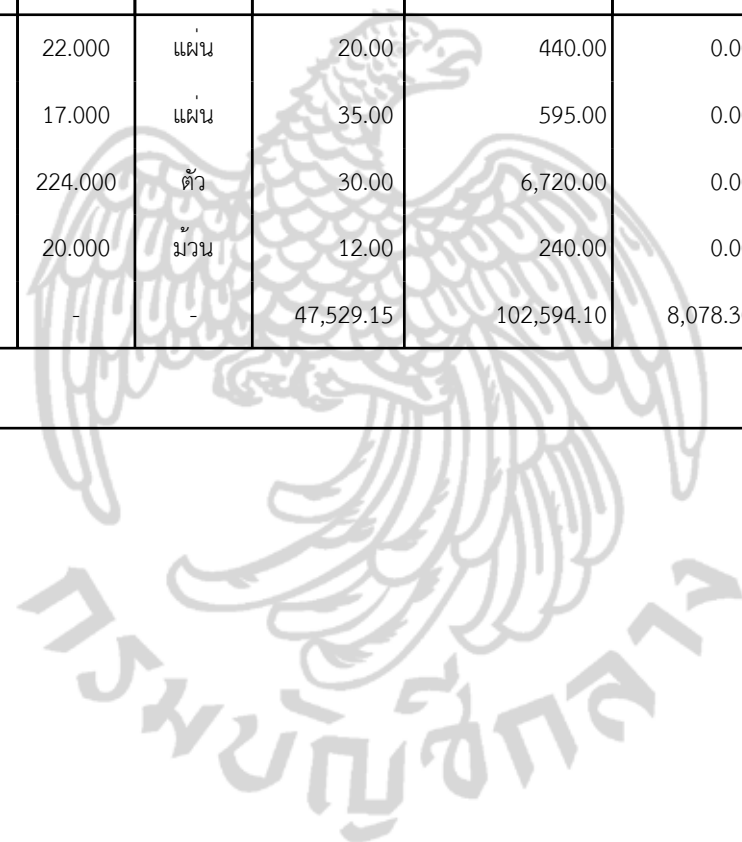 22.000 แผ่น 20.00 440.00 0.0
17.000 แผ่น 35.00 595.00 0.0
224.000 ตัว 30.00 6,720.00 0.0
20.000 ม้วน 12.00 240.00 0.0
- - 47,529.15 102,594.10 8,078.3
กรมบัญชีกลาง